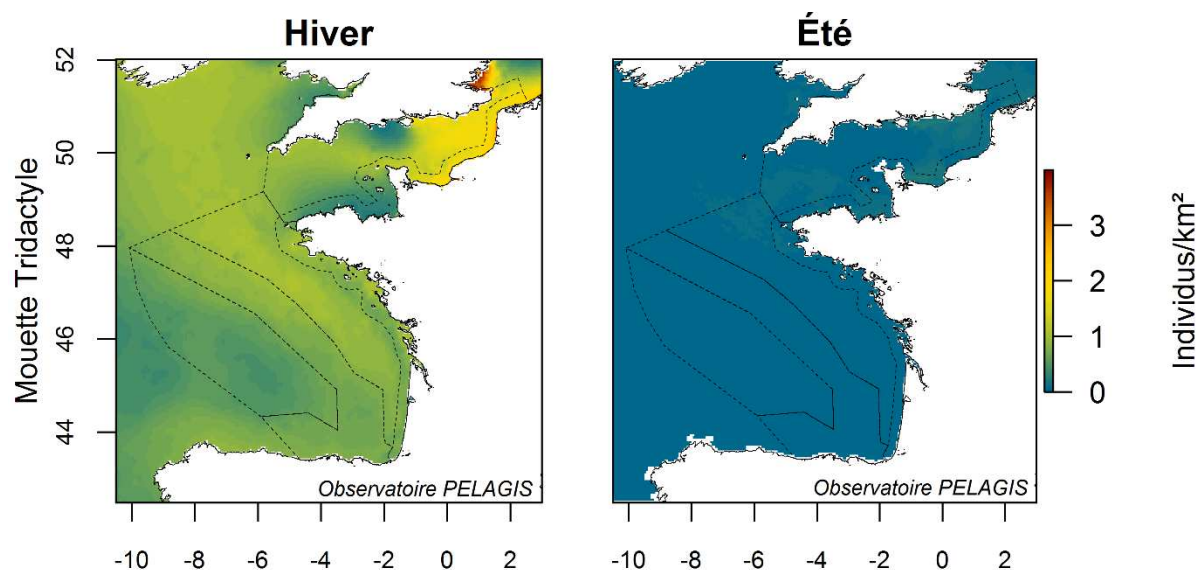 Hiver
Été
Mouette Tridactyle
52
50
48
46
44
Observatoire PELAGIS
Observatoire PELAGIS
-10 -8 -6 -4 -2 0 2
-10 -8 -6 -4 -2 0 2
3
2
1
0
Individus/km²